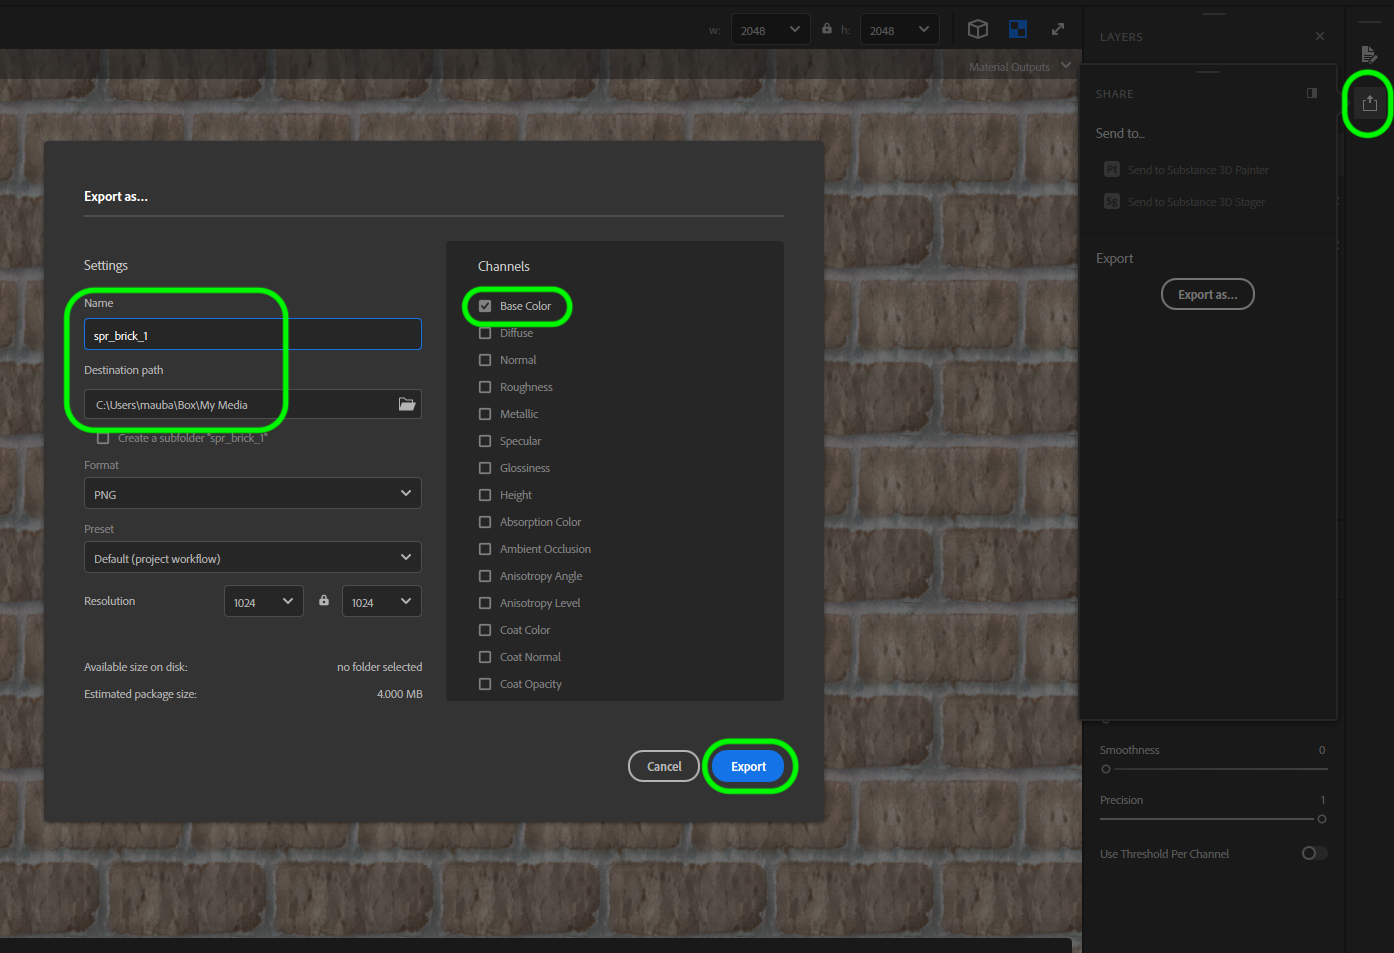 w: 2048 h: 2048
Material Outputs
LAYERS
SHARE
Send to...
Pt Send to Substance 3D Painter
Sg Send to Substance 3D Stager
Export
Export as...
Export as...
Settings
Name
spr_brick_1
Destination path
C:\Users\mauba\Box\My Media
Create a subfolder "spr_brick_1"
Format
PNG
Preset
Default (project workflow)
Resolution 1024 1024
Available size on disk: no folder selected
Estimated package size: 4.000 MB
Channels
Base Color
Diffuse
Normal
Roughness
Metallic
Specular
Glossiness
Height
Absorption Color
Ambient Occlusion
Anisotropy Angle
Anisotropy Level
Coat Color
Coat Normal
Coat Opacity
Cancel Export
Smoothness 0
Precision 1
Use Threshold Per Channel